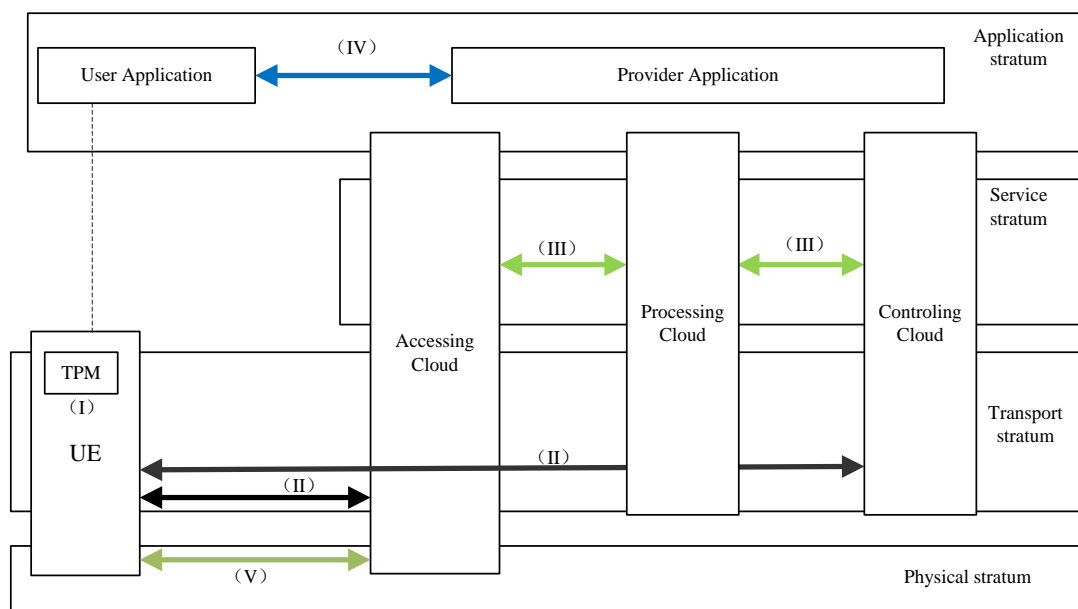 （IV）
Application
stratum
User Application
Provider Application
Service
stratum
（III）
（III）
Processing
Cloud
Controling
Cloud
Accessing
Cloud
TPM
（I）
UE
Transport
stratum
（II）
（II）
（V）
Physical stratum